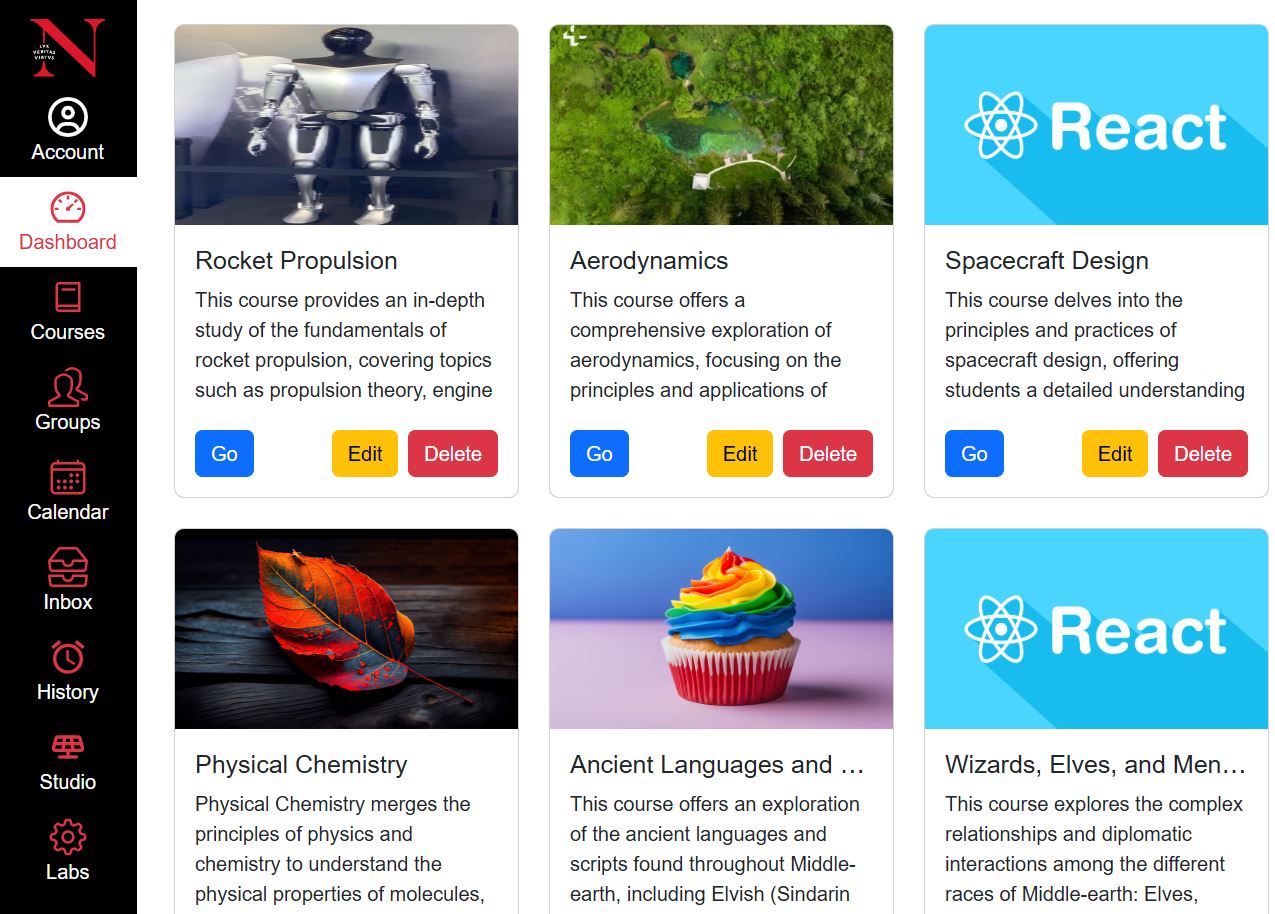 N
LVX
VERITAS
VIRTVS
Account
Dashboard
Courses
Groups
Calendar
Inbox
History
Studio
Labs
Rocket Propulsion
This course provides an in-depth
study of the fundamentals of
rocket propulsion, covering topics
such as propulsion theory, engine
Go
Edit
Delete
Aerodynamics
This course offers a
comprehensive exploration of
aerodynamics, focusing on the
principles and applications of
Go
Edit
Delete
React
Spacecraft Design
This course delves into the
principles and practices of
spacecraft design, offering
students a detailed understanding
Go
Edit
Delete
Physical Chemistry
Physical Chemistry merges the
principles of physics and
chemistry to understand the
physical properties of molecules,
Ancient Languages and …
This course offers an exploration
of the ancient languages and
scripts found throughout Middle-
earth, including Elvish (Sindarin
React
Wizards, Elves, and Men…
This course explores the complex
relationships and diplomatic
interactions among the different
races of Middle-earth: Elves,